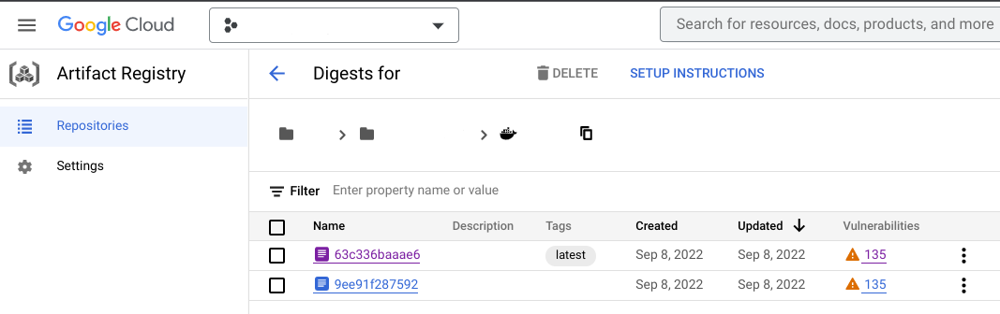 Google Cloud
Search for resources, docs, products, and more
Artifact Registry
Digests for
DELETE
SETUP INSTRUCTIONS
Repositories
Settings
Filter Enter property name or value
Name Description Tags Created Updated Vulnerabilities
63c336baaae6 latest Sep 8, 2022 Sep 8, 2022 135
9ee91f287592 Sep 8, 2022 Sep 8, 2022 135